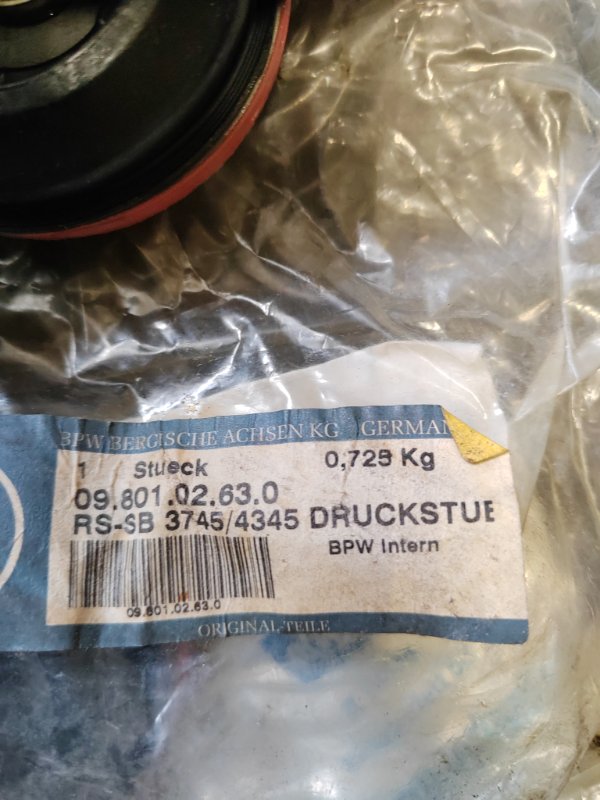 BPW BERGISCHE ACHSEN KG GERMAN
1 Stueck 0,725 Kg
09.801.02.63.0
RS-SB 3745/4345 DRUCKSTUE
BPW Intern
09.801.02.63.0
ORIGINAL-TEILE